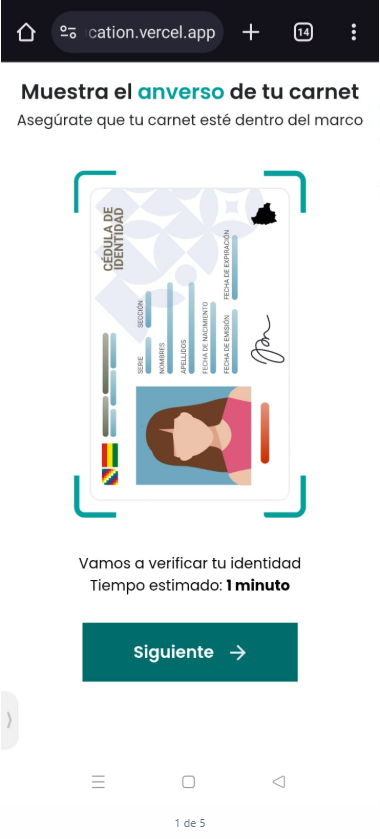 cation.vercel.app
14
Muestra el anverso de tu carnet
Asegúrate que tu carnet esté dentro del marco
CÉDULA DE
IDENTIDAD
SERIE
SECCIÓN
NOMBRES
APELLIDOS
FECHA DE NACIMIENTO
FECHA DE EMISIÓN
FECHA DE EXPIRACIÓN
Vamos a verificar tu identidad
Tiempo estimado: 1 minuto
Siguiente →
1 de 5